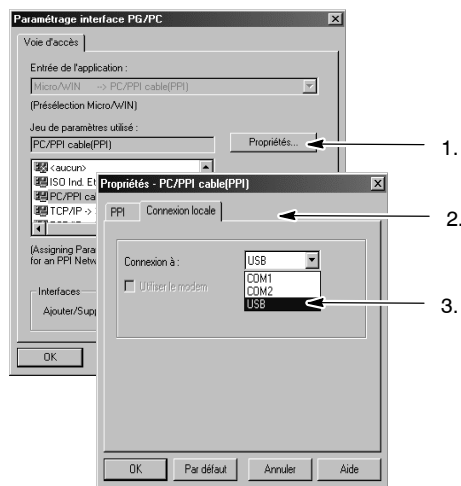 Paramétrage interface PG/PC
Voie d'accès
Entrée de l'application :
Micro/WIN --> PC/PPI cable(PPI)
(Présélection Micro/WIN)
Jeu de paramètres utilisé :
PC/PPI cable(PPI)
Propriétés...
1.
<aucun>
ISO Ind. Et
PC/PPI ca
TCP/IP ->
(Assigning Para
for an PPI Netw
Interfaces
Ajouter/Supp
OK
Propriétés - PC/PPI cable(PPI)
PPI
Connexion locale
2.
Connexion à :
USB
Utiliser le modem
COM1
COM2
USB
3.
OK
Par défaut
Annuler
Aide